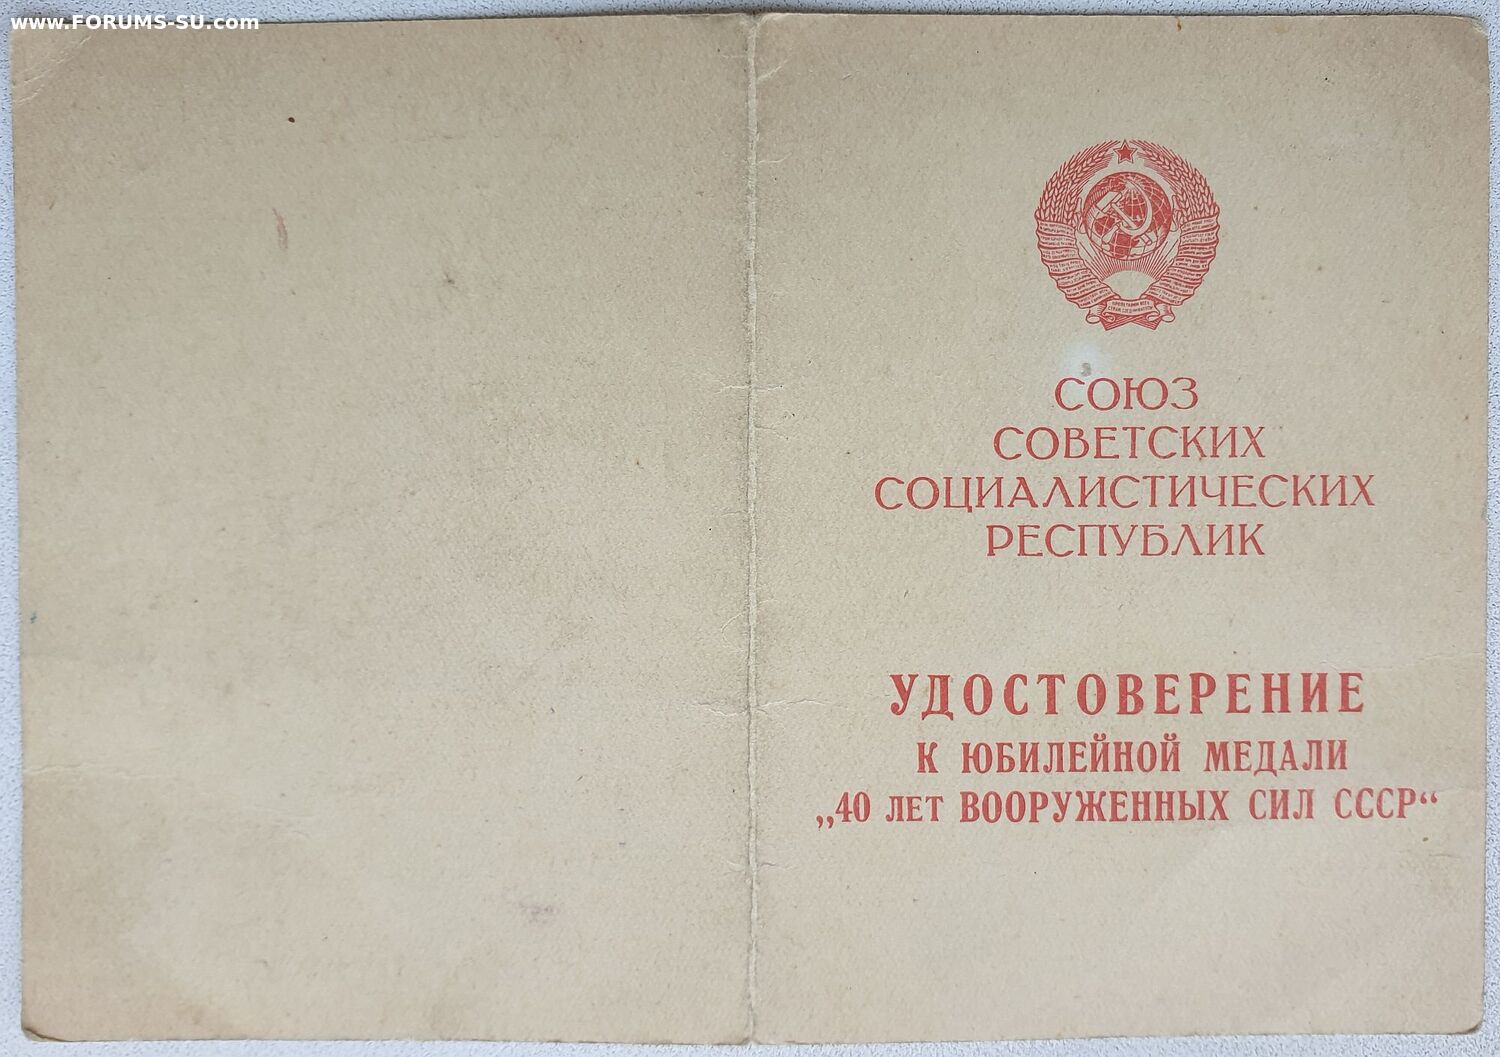 www.FORUMS-SU.com
СОЮЗ
СОВЕТСКИХ
СОЦИАЛИСТИЧЕСКИХ
РЕСПУБЛИК
УДОСТОВЕРЕНИЕ
К ЮБИЛЕЙНОЙ МЕДАЛИ
„40 ЛЕТ ВООРУЖЕННЫХ СИЛ СССР“